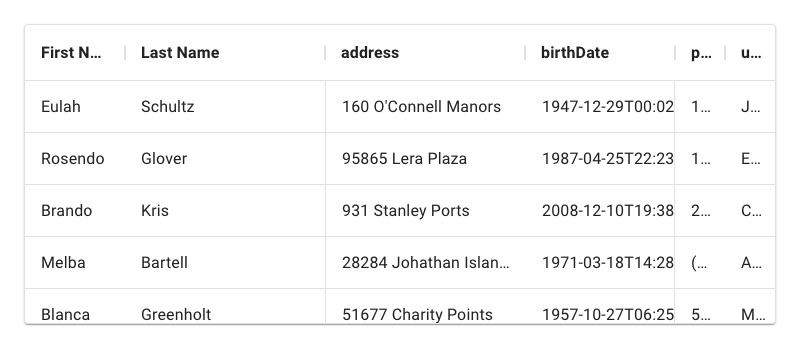 First N... Last Name address birthDate p... u...
Eulah Schultz 160 O'Connell Manors 1947-12-29T00:02 1... J...
Rosendo Glover 95865 Lera Plaza 1987-04-25T22:23 1... E...
Brando Kris 931 Stanley Ports 2008-12-10T19:38 2... C...
Melba Bartell 28284 Johathan Islan... 1971-03-18T14:28 (... A...
Blanca Greenholt 51677 Charity Points 1957-10-27T06:25 5... M...